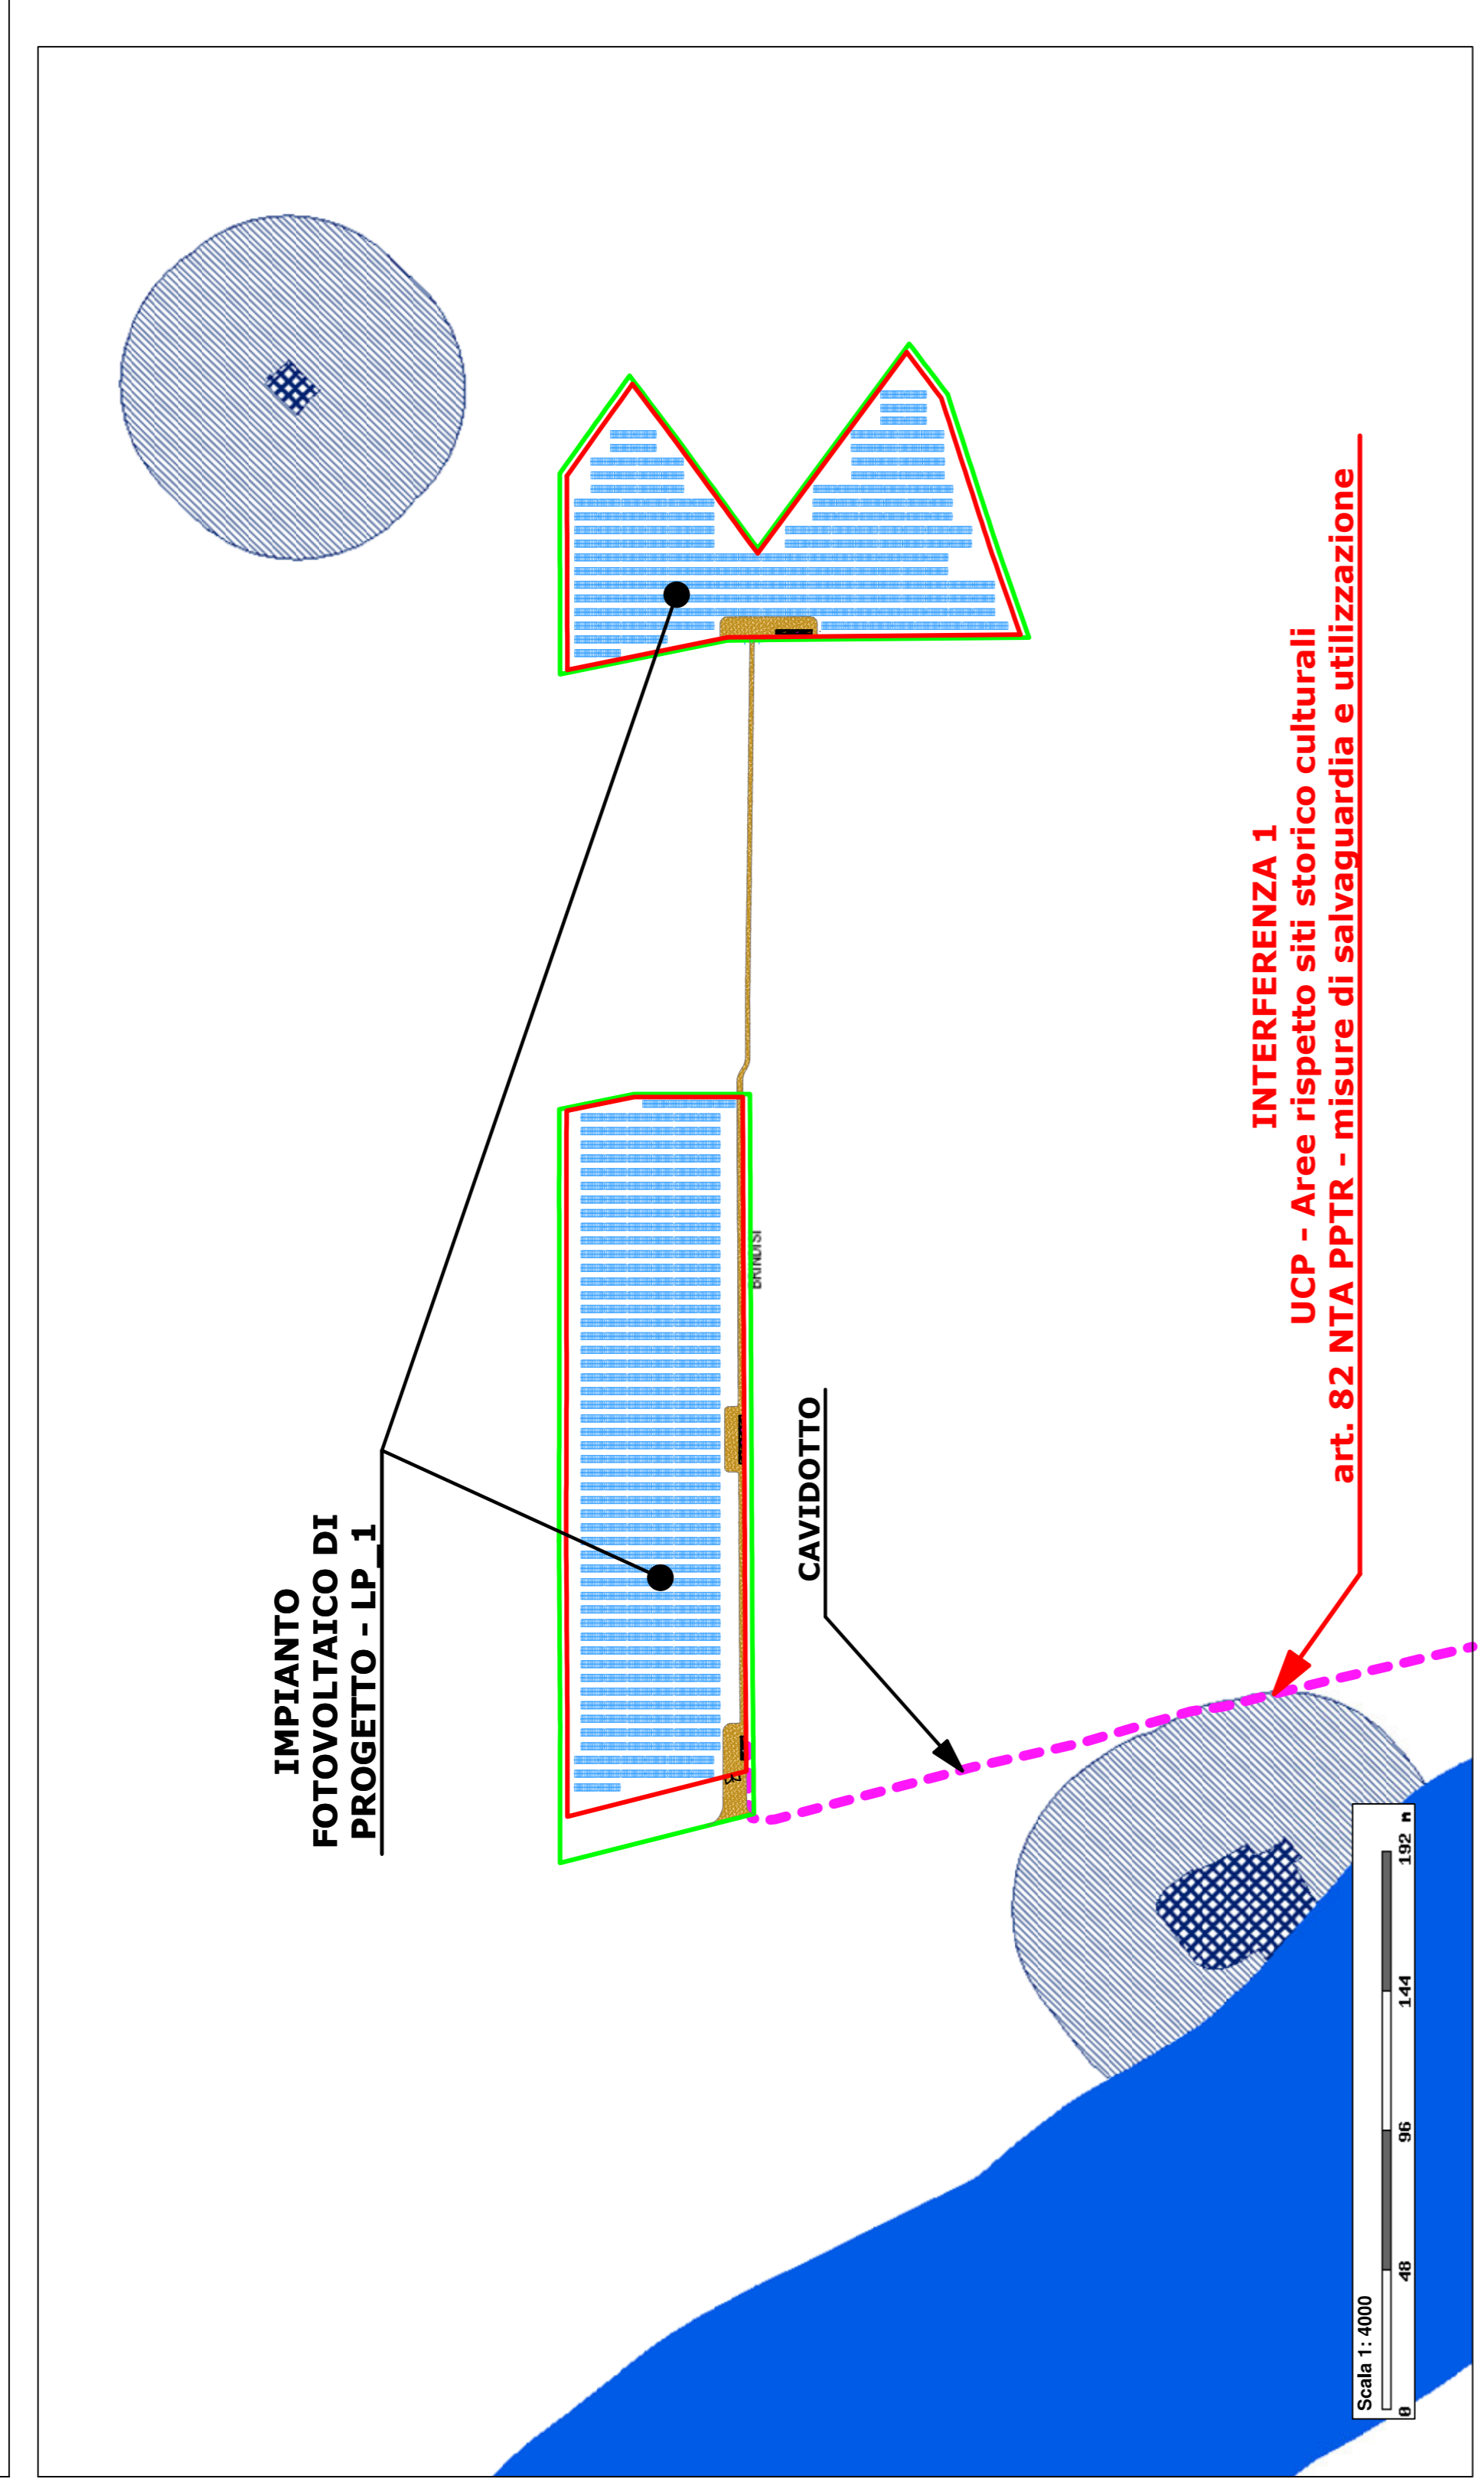 IMPIANTO
FOTOVOLTAICO DI
PROGETTO - LP_1
BRINDISI
CAVIDOTTO
INTERFERENZA 1
UCP - Aree rispetto siti storico culturali
art. 82 NTA PPTR - misure di salvaguardia e utilizzazione
Scala 1: 4000
0 48 96 144 192 m